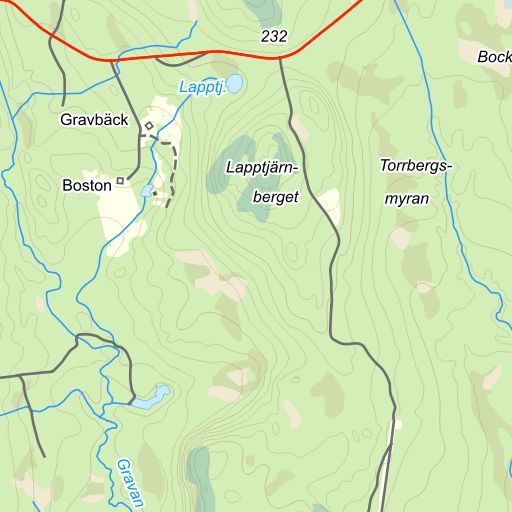 232
Bock
Lapptj.
Gravbäck
Lapptjärn-
berget
Torrbergs-
myran
Boston
Gravan